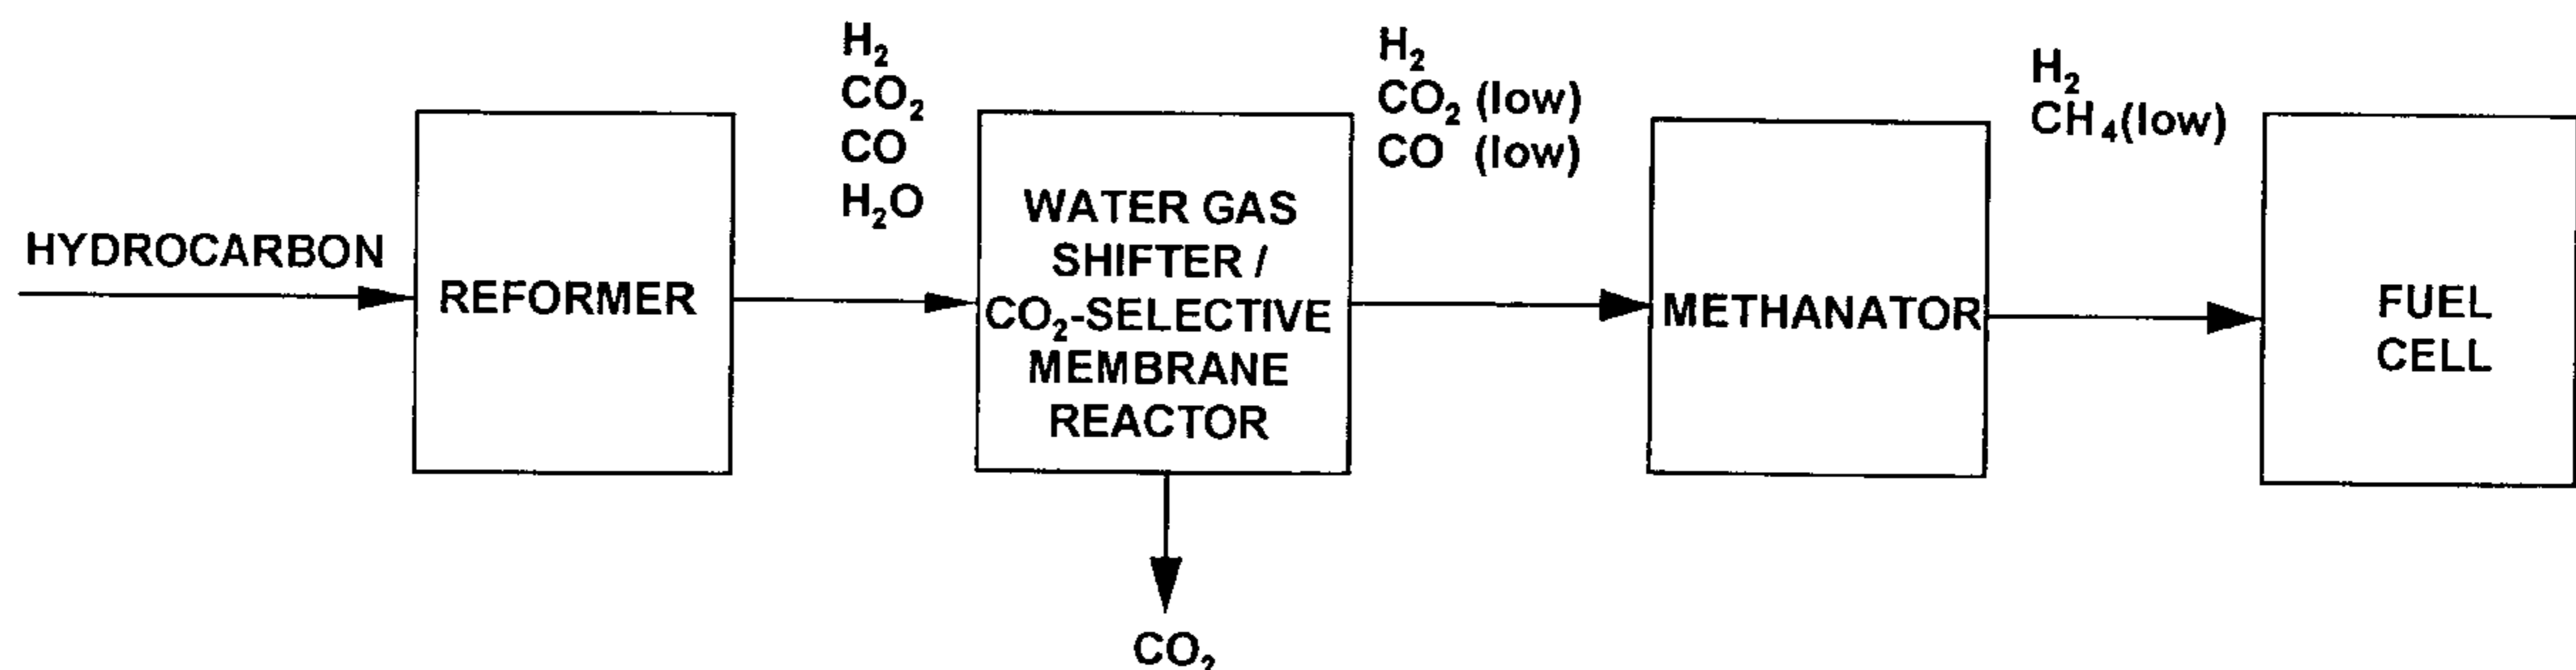 H₂
CO₂
CO
H₂O
H₂
CO₂ (low)
CO (low)
H₂
CH₄(low)
HYDROCARBON
REFORMER
WATER GAS
SHIFTER /
CO₂-SELECTIVE
MEMBRANE
REACTOR
METHANATOR
FUEL
CELL
CO₂